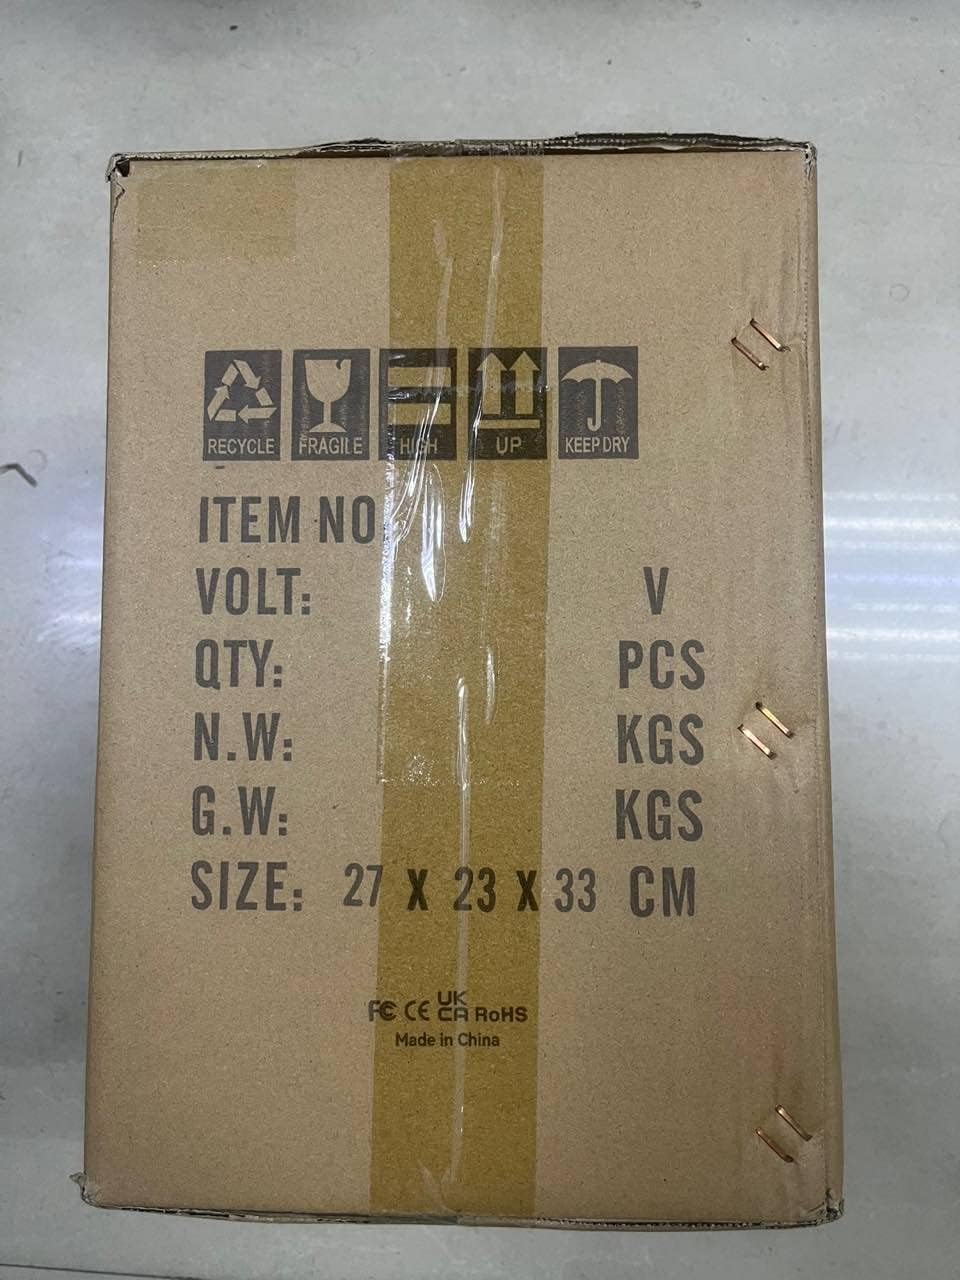 RECYCLE FRAGILE HIGH UP KEEP DRY
ITEM NO
VOLT: V
QTY: PCS
N.W: KGS
G.W: KGS
SIZE: 27 X 23 X 33 CM
FC CE UK CA RoHS
Made in China